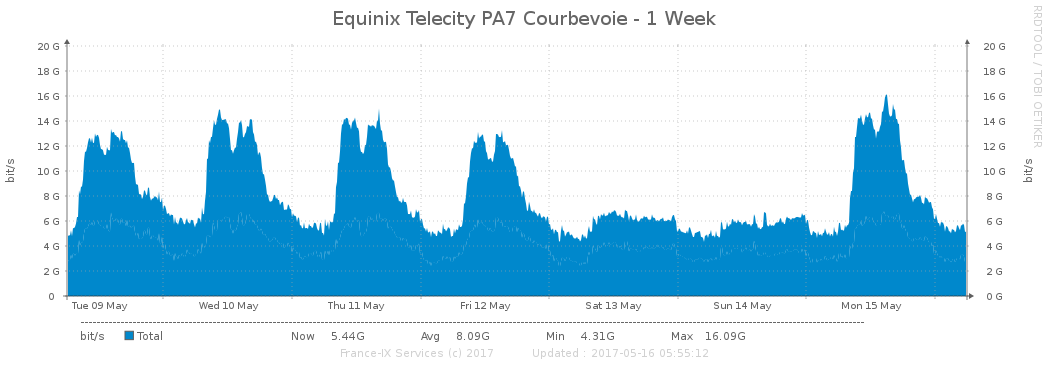 Equinix Telecity PA7 Courbevoie - 1 Week
RRDTOOL / TOBI OETIKER
20 G 20 G
18 G 18 G
16 G 16 G
14 G 14 G
12 G 12 G
10 G 10 G
8 G 8 G
6 G 6 G
4 G 4 G
2 G 2 G
0 0 G
bit/s bit/s
Tue 09 May Wed 10 May Thu 11 May Fri 12 May Sat 13 May Sun 14 May Mon 15 May
bit/s Total Now 5.44G Avg 8.09G Min 4.31G Max 16.09G
France-IX Services (c) 2017 Updated : 2017-05-16 05:55:12